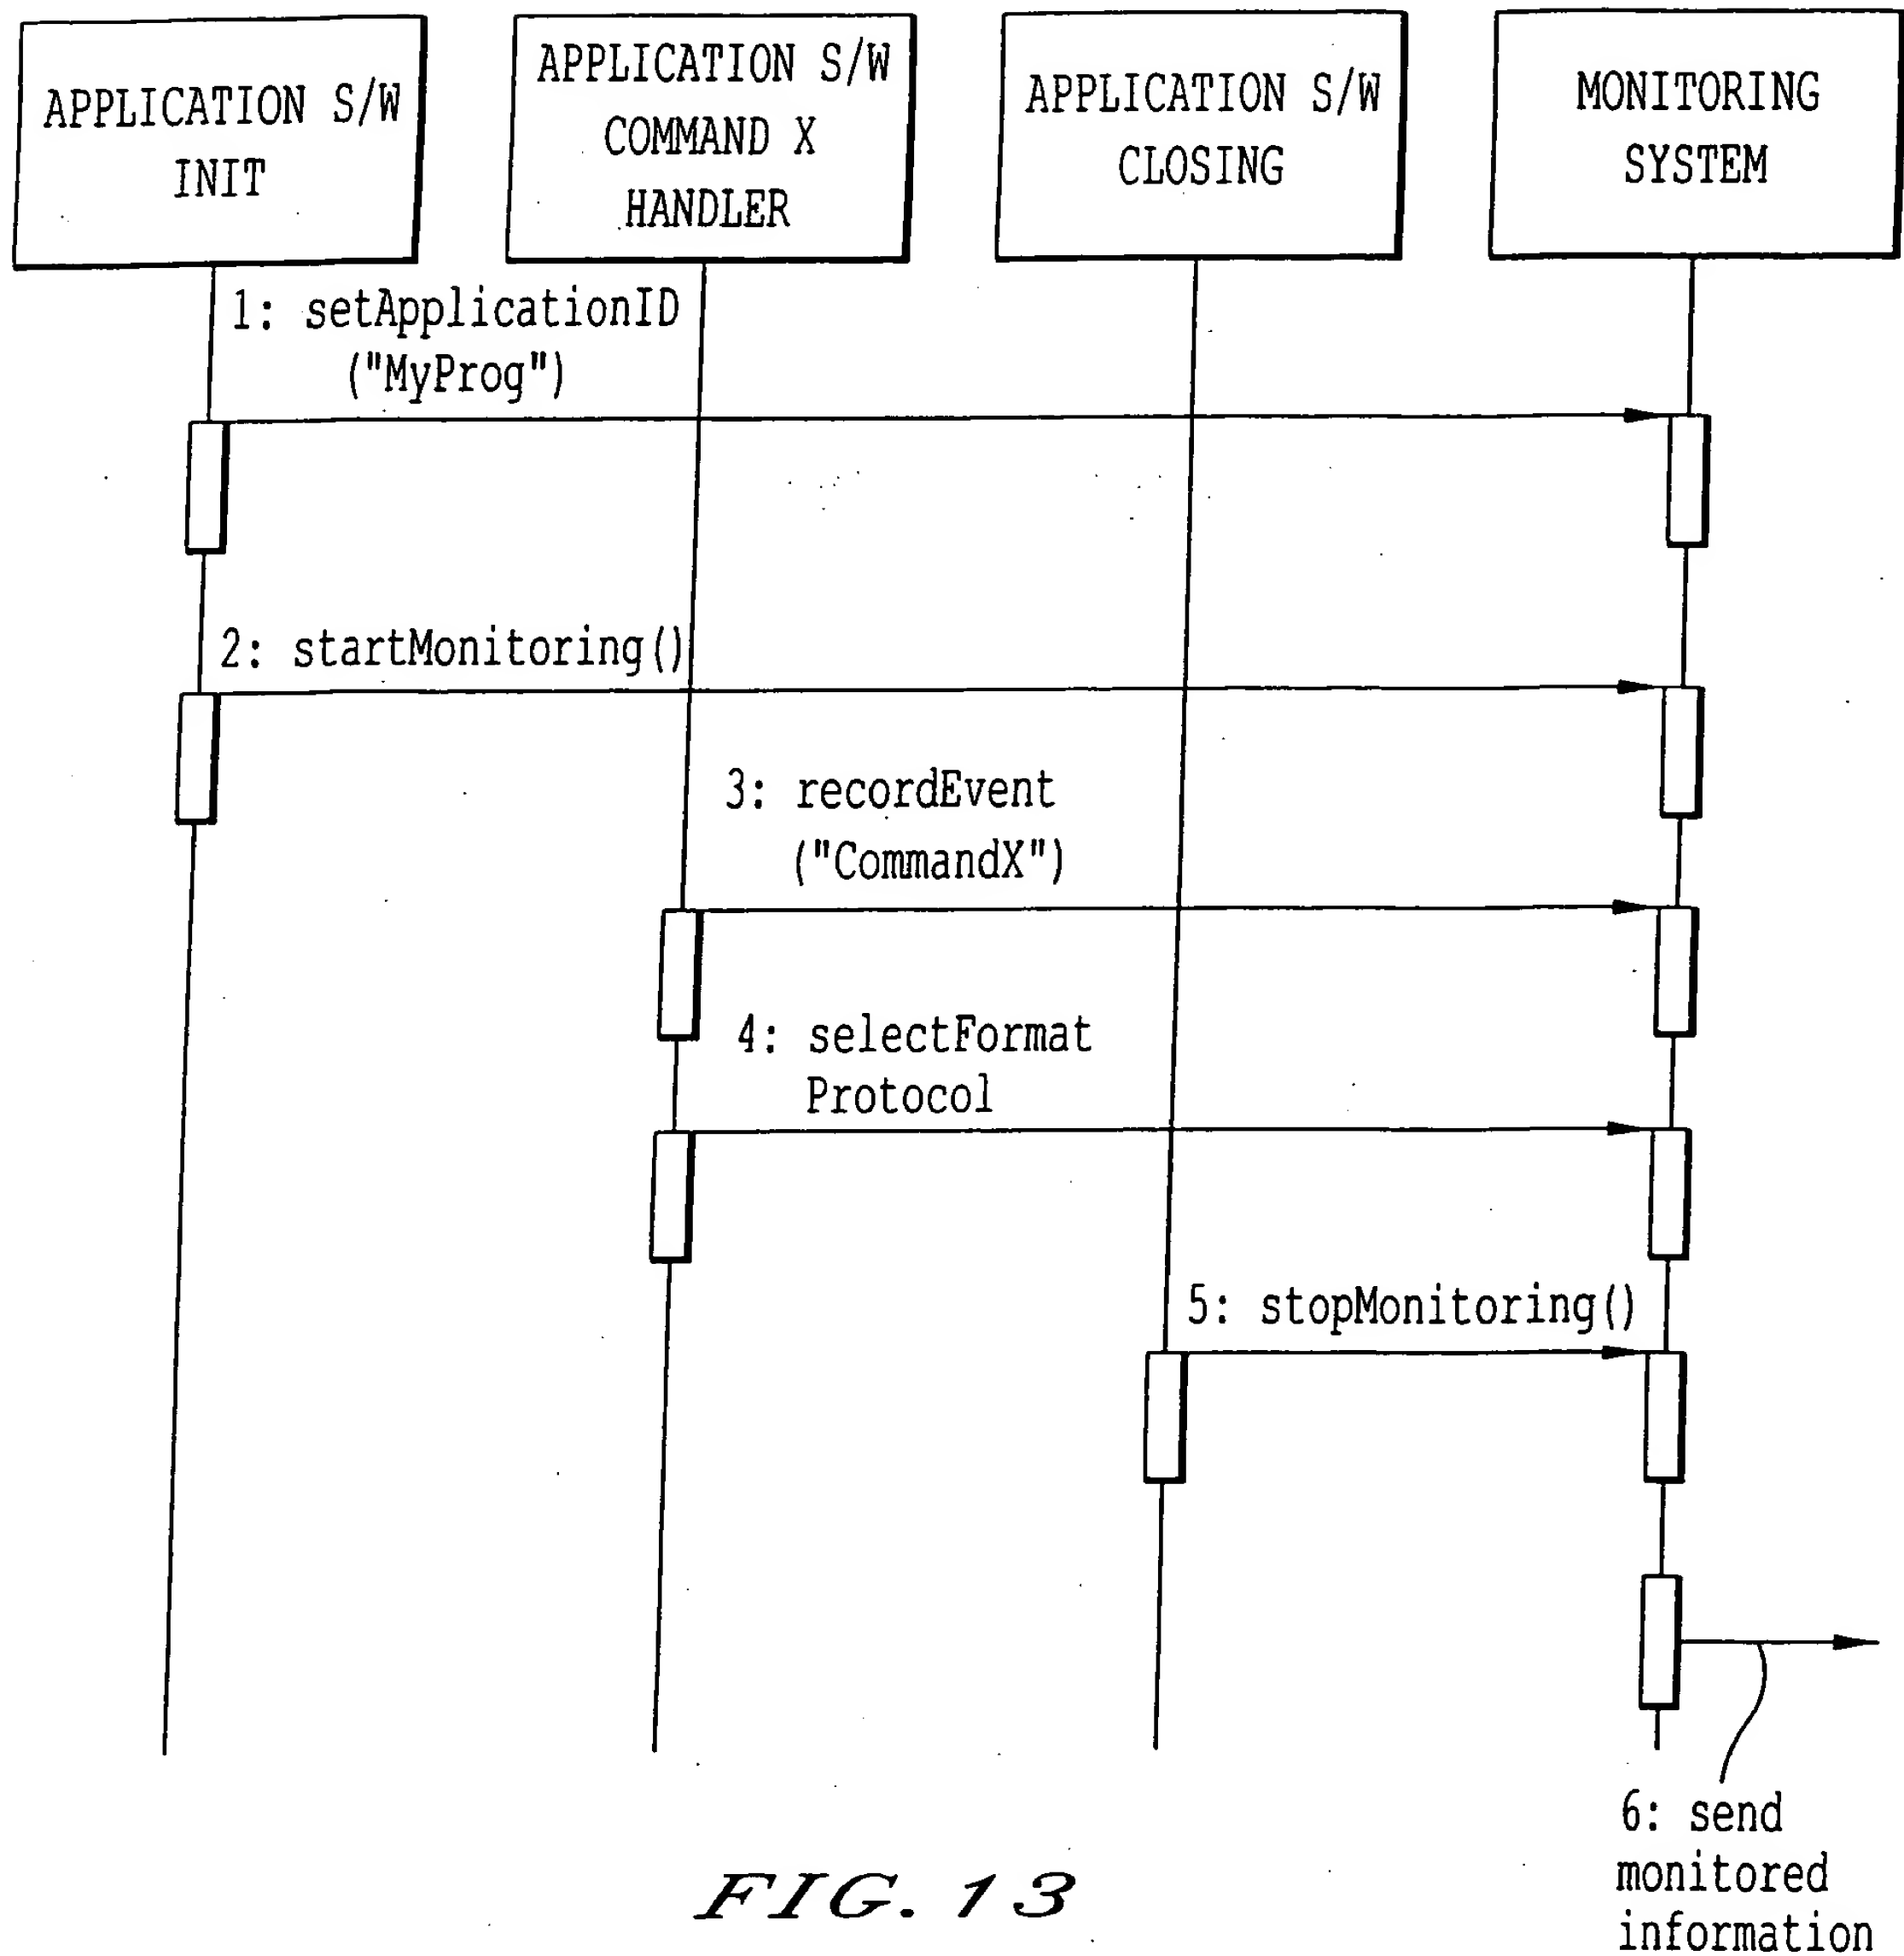 APPLICATION S/W
INIT
APPLICATION S/W
COMMAND X
HANDLER
APPLICATION S/W
CLOSING
MONITORING
SYSTEM
1: setApplicationID
("MyProg")
2: startMonitoring()
3: recordEvent
("CommandX")
4: selectFormat
Protocol
5: stopMonitoring()
6: send
monitored
information
FIG. 13